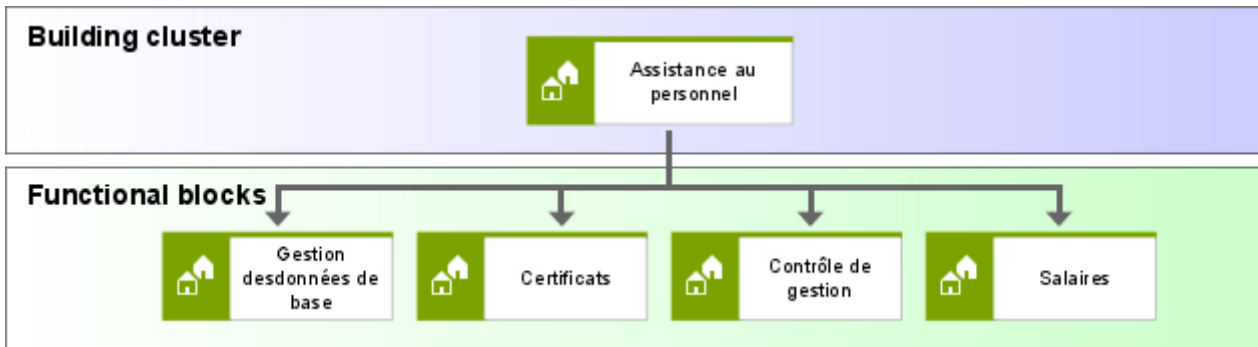 Building cluster
Assistance au
personnel
Functional blocks
Gestion
desdonnées de
base
Certificats
Contrôle de
gestion
Salaires